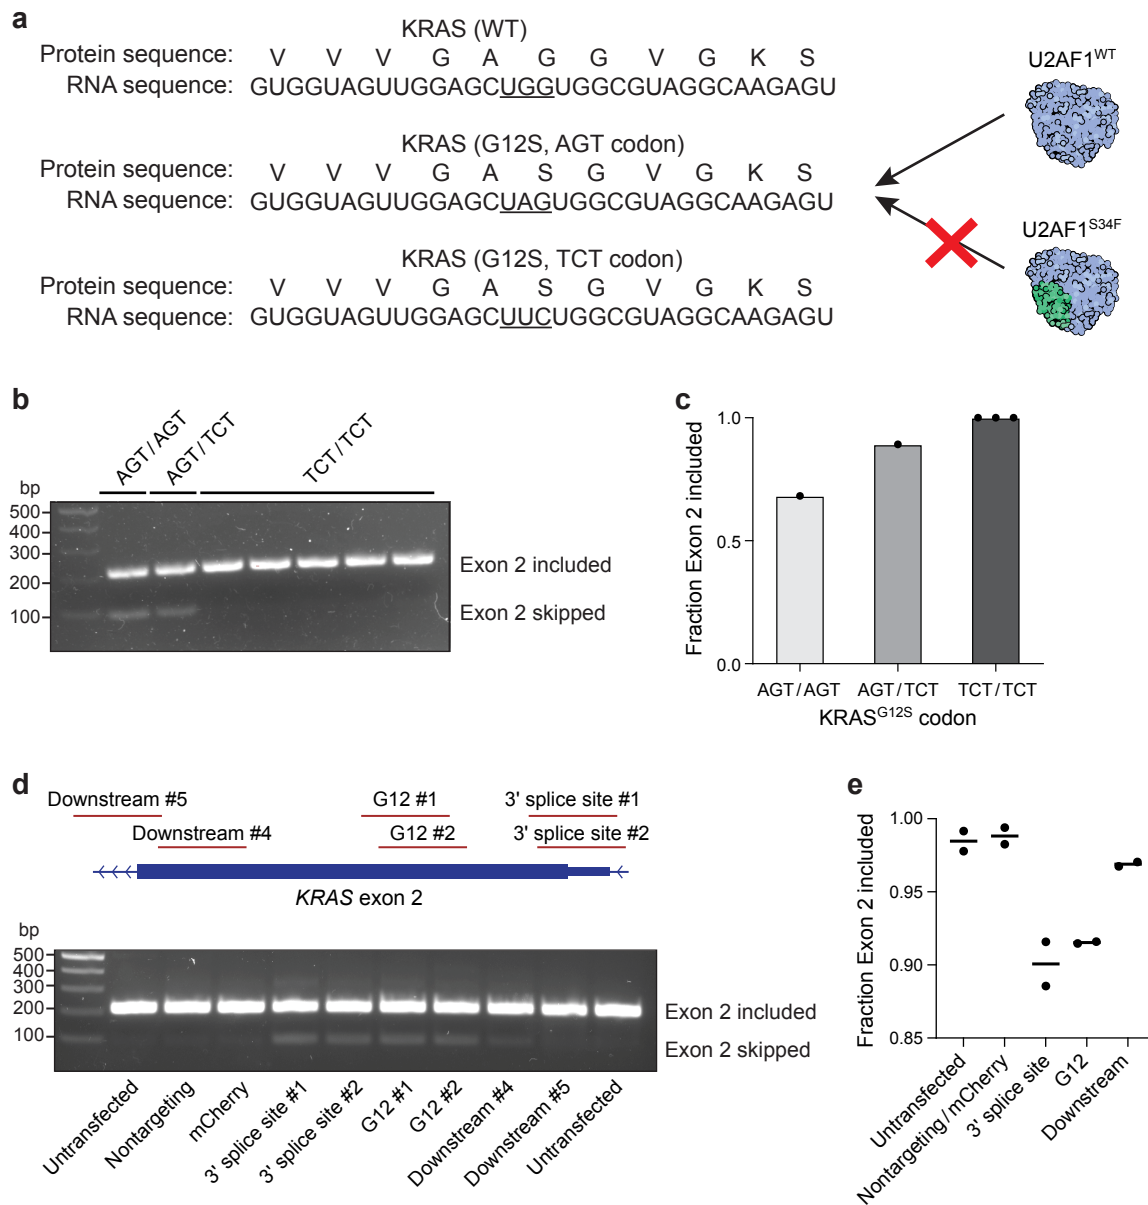 a
KRAS (WT)
Protein sequence: V V V G A G G V G K S
RNA sequence: GUGGUAGUUGGAGCUGGUGGCGUAGGCAAGAGU
KRAS (G12S, AGT codon)
Protein sequence: V V V G A S G V G K S
RNA sequence: GUGGUAGUUGGAGCUAGUGGCGUAGGCAAGAGU
KRAS (G12S, TCT codon)
Protein sequence: V V V G A S G V G K S
RNA sequence: GUGGUAGUUGGAGCUUCUGGCGUAGGCAAGAGU
U2AF1WT
U2AF1S34F
b
AGT/AGT
AGT/TCT
TCT/TCT
bp
500
400
300
200
100
Exon 2 included
Exon 2 skipped
c
Fraction Exon 2 included
1.0
0.5
0.0
AGT/AGT AGT/TCT TCT/TCT
KRASG12S codon
d
Downstream #5 G12 #1 3' splice site #1
Downstream #4 G12 #2 3' splice site #2
KRAS exon 2
bp
500
400
300
200
100
Exon 2 included
Exon 2 skipped
Untransfected
Nontargeting
mCherry
3' splice site #1
3' splice site #2
G12 #1
G12 #2
Downstream #4
Downstream #5
Untransfected
e
Fraction Exon 2 included
1.00
0.95
0.90
0.85
Untransfected
Nontargeting/mCherry
3' splice site
G12
Downstream